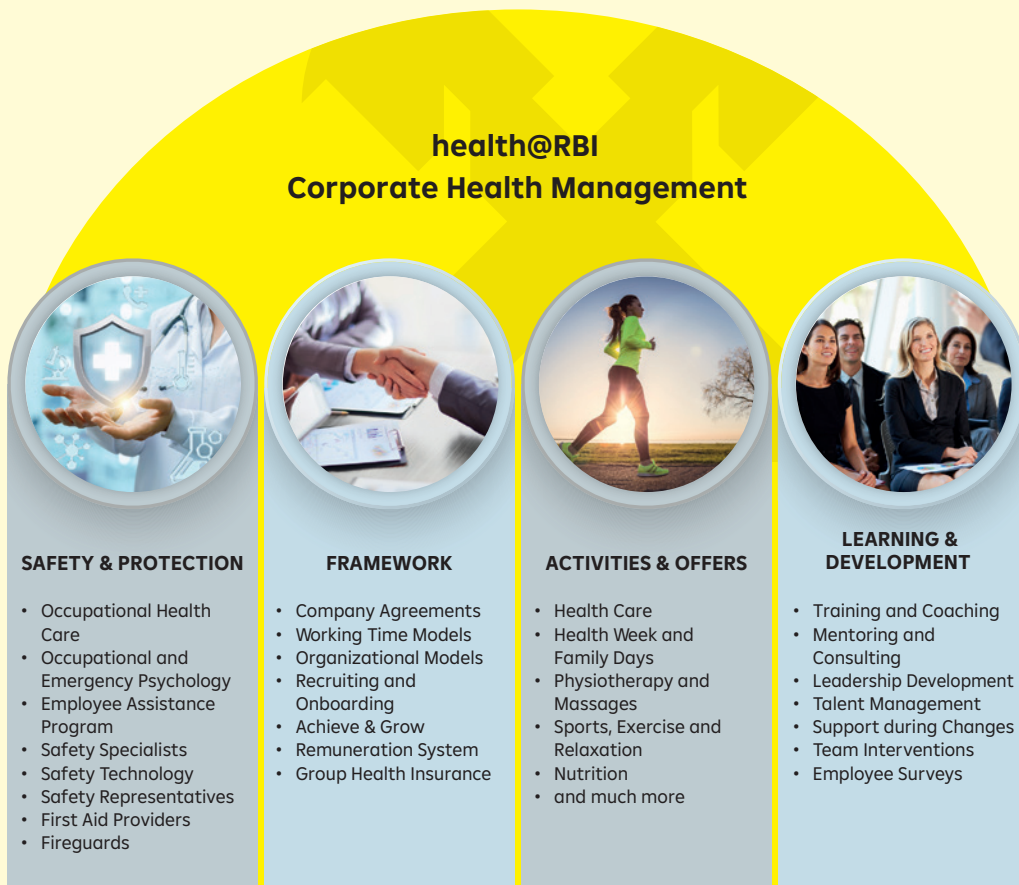 health@RBI
Corporate Health Management
SAFETY & PROTECTION
• Occupational Health
Care
• Occupational and
Emergency Psychology
• Employee Assistance
Program
• Safety Specialists
• Safety Technology
• Safety Representatives
• First Aid Providers
• Fireguards
FRAMEWORK
• Company Agreements
• Working Time Models
• Organizational Models
• Recruiting and
Onboarding
• Achieve & Grow
• Remuneration System
• Group Health Insurance
ACTIVITIES & OFFERS
• Health Care
• Health Week and
Family Days
• Physiotherapy and
Massages
• Sports, Exercise and
Relaxation
• Nutrition
• and much more
LEARNING &
DEVELOPMENT
• Training and Coaching
• Mentoring and
Consulting
• Leadership Development
• Talent Management
• Support during Changes
• Team Interventions
• Employee Surveys